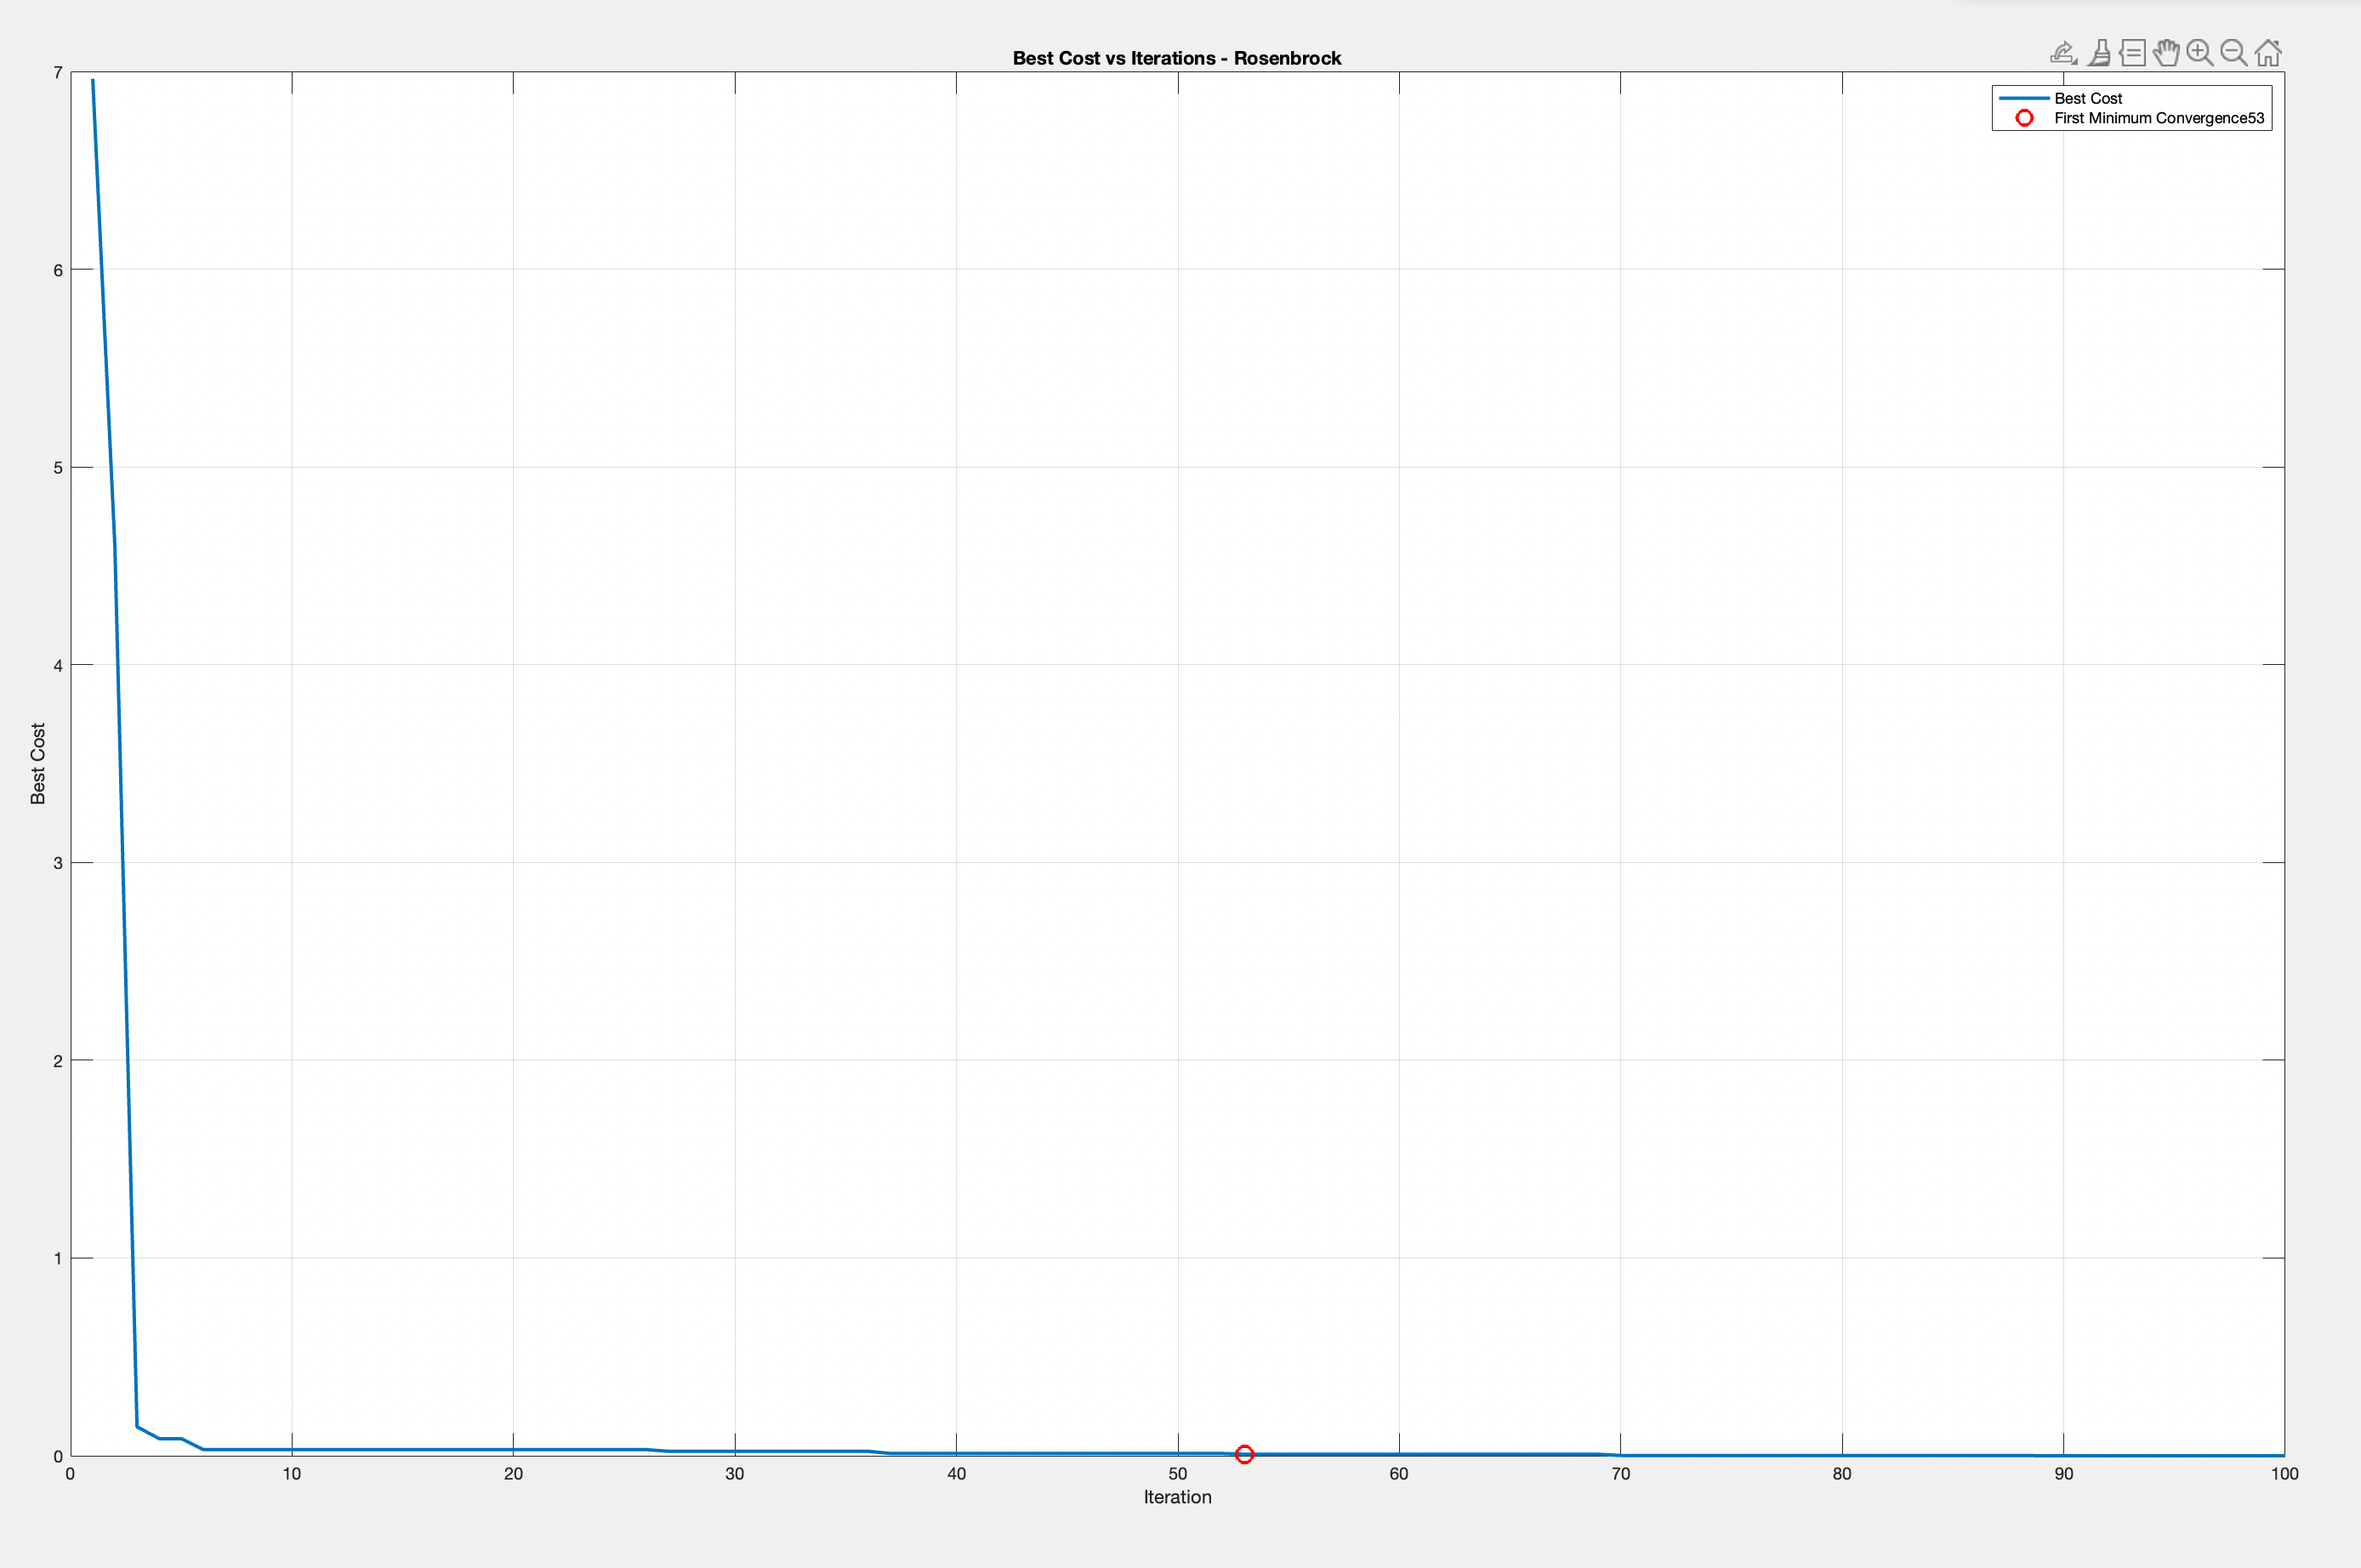 Best Cost vs Iterations - Rosenbrock
Best Cost
First Minimum Convergence53
7
6
5
4
3
2
1
0
Best Cost
0 10 20 30 40 50 60 70 80 90 100
Iteration